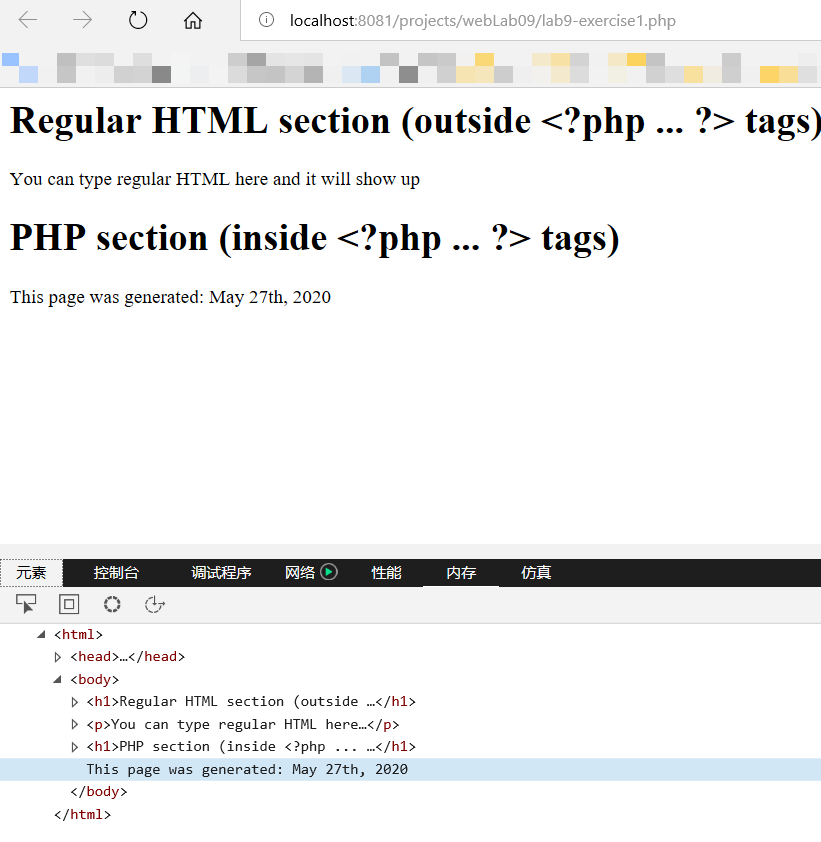 localhost:8081/projects/webLab09/lab9-exercise1.php
Regular HTML section (outside <?php ... ?> tags)
You can type regular HTML here and it will show up
PHP section (inside <?php ... ?> tags)
This page was generated: May 27th, 2020
元素 控制台 调试程序 网络 性能 内存 仿真
<html>
<head>…</head>
<body>
<h1>Regular HTML section (outside …</h1>
<p>You can type regular HTML here…</p>
<h1>PHP section (inside <?php ... …</h1>
This page was generated: May 27th, 2020
</body>
</html>